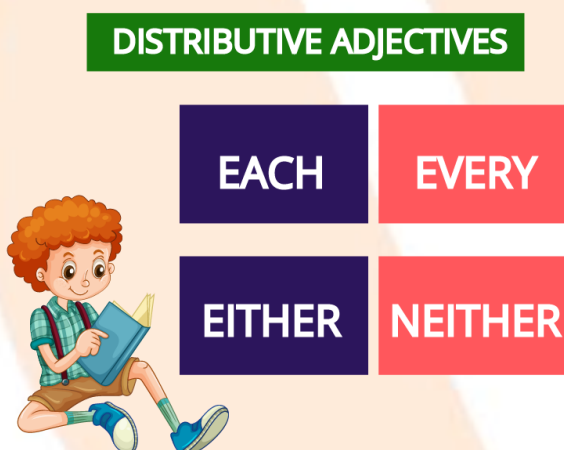 DISTRIBUTIVE ADJECTIVES
EACH
EVERY
EITHER
NEITHER